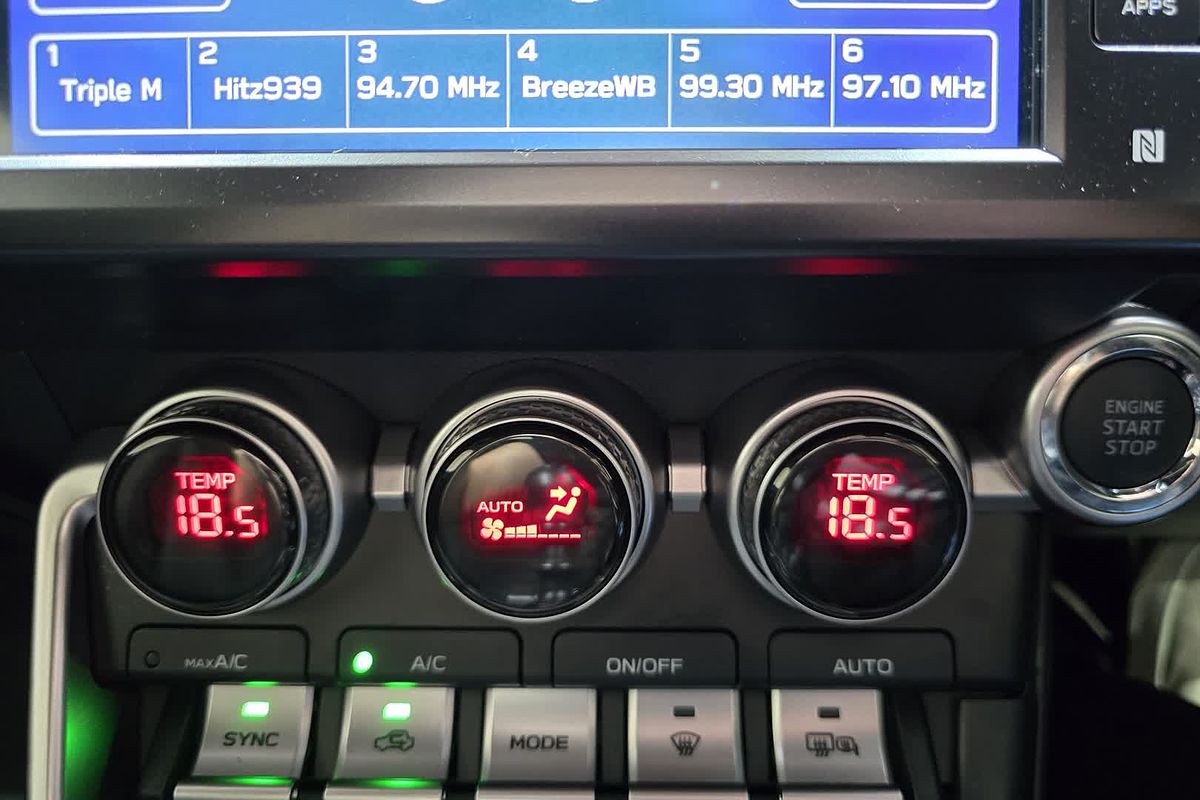 APPS
1 2 3 4 5 6
Triple M Hitz939 94.70 MHz BreezeWB 99.30 MHz 97.10 MHz
N
ENGINE
START
STOP
TEMP
18.5
AUTO
TEMP
18.5
MAX A/C A/C ON/OFF AUTO
SYNC MODE